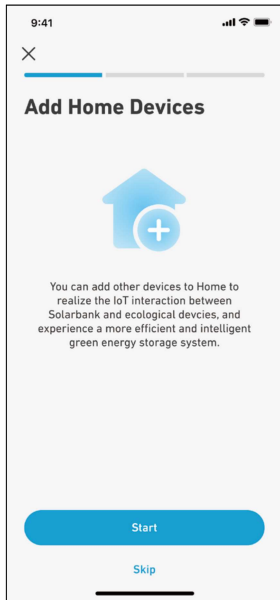 9:41
Add Home Devices
You can add other devices to Home to
realize the IoT interaction between
Solarbank and ecological devcies, and
experience a more efficient and intelligent
green energy storage system.
Start
Skip